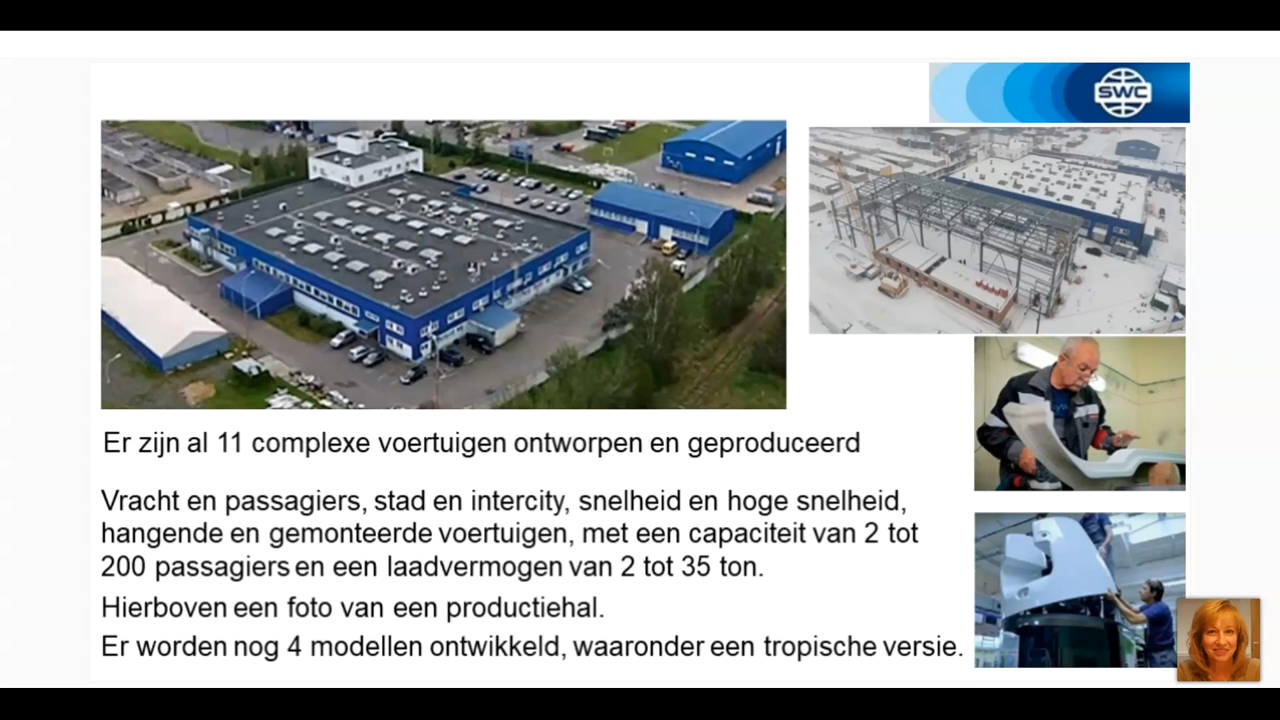 SWC
Er zijn al 11 complexe voertuigen ontworpen en geproduceerd
Vracht en passagiers, stad en intercity, snelheid en hoge snelheid,
hangende en gemonteerde voertuigen, met een capaciteit van 2 tot
200 passagiers en een laadvermogen van 2 tot 35 ton.
Hierboven een foto van een productiehal.
Er worden nog 4 modellen ontwikkeld, waaronder een tropische versie.